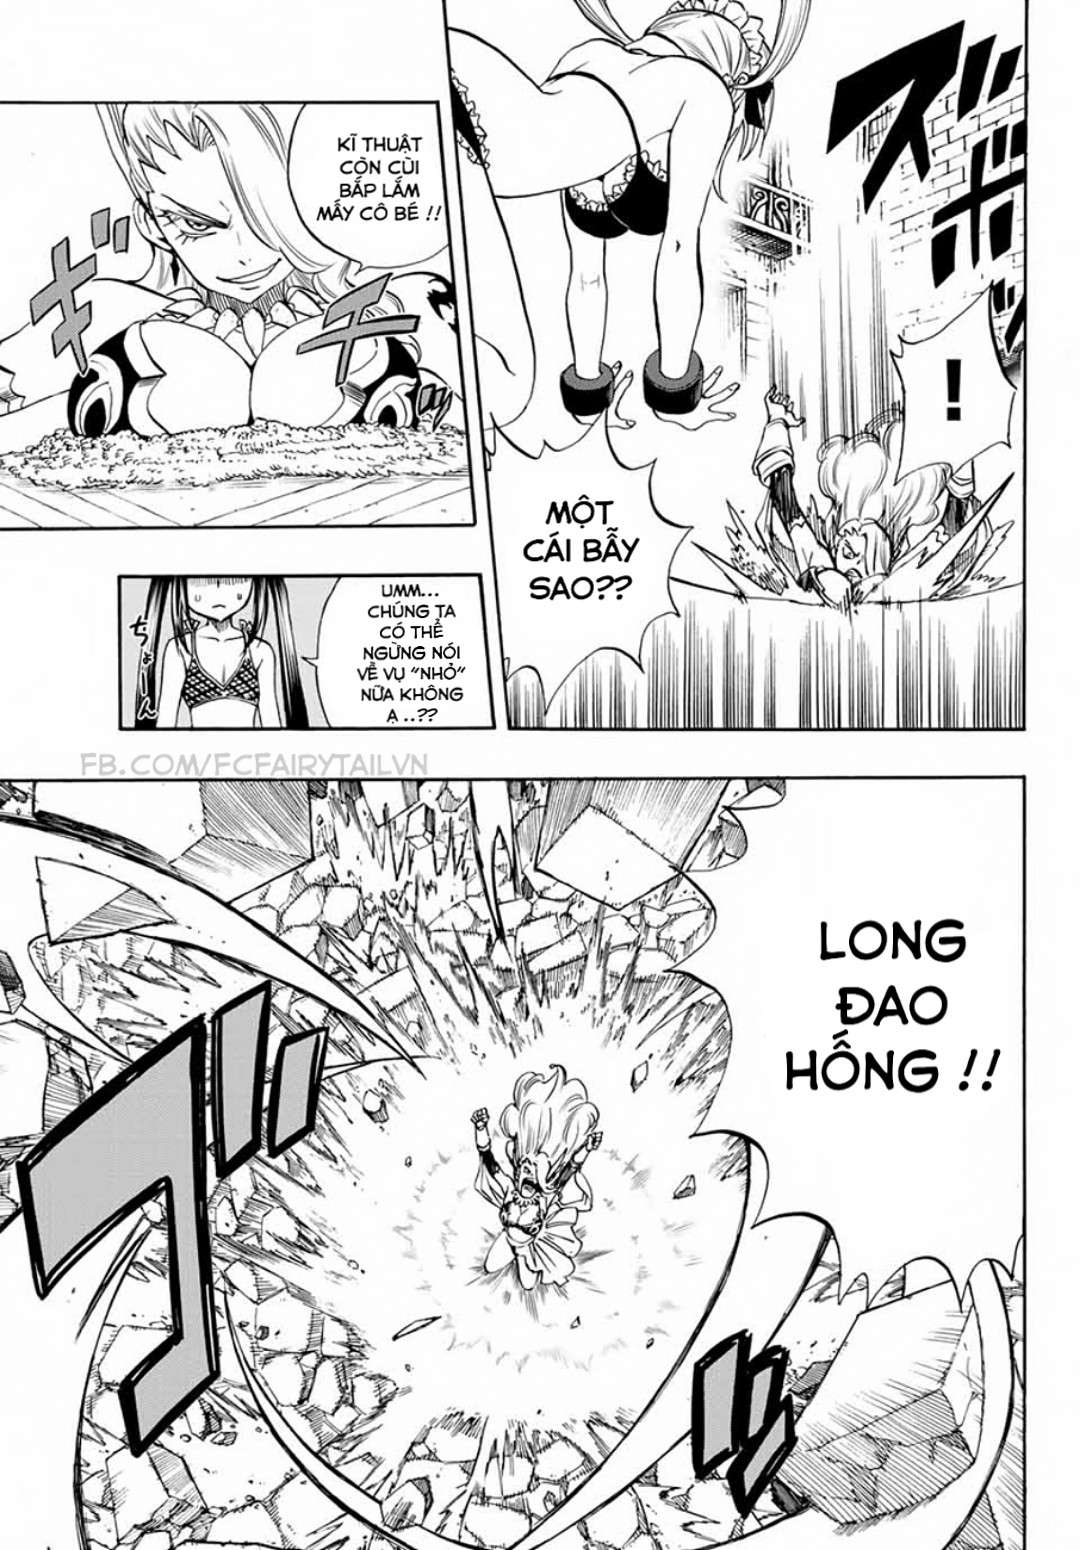 ズ
ボ
ォ
!
MỘT
CÁI BẪY
SAO??
KĨ THUẬT
CÒN CÙI
BẮP LẮM
MẤY CÔ BÉ !!
ギ
チ
UMM...
CHÚNG TA
CÓ THỂ
NGỪNG NÓI
VỀ VỤ “NHỎ”
NỮA KHÔNG
Ạ ..??
ちょーん
FB.COM/FCFAIRYTAILVN
LONG
ĐAO
HỐNG !!